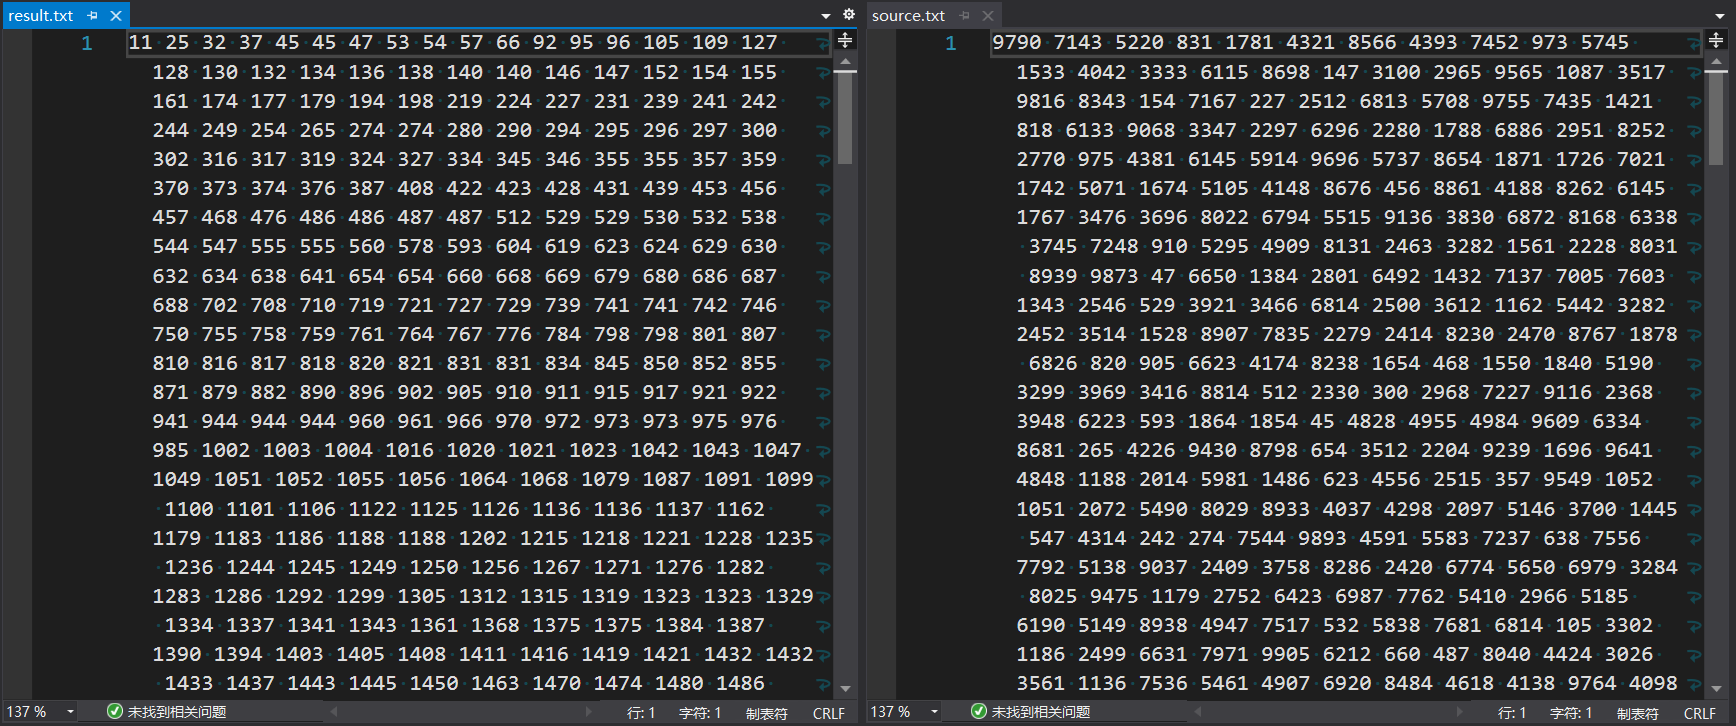 result.txt
1
11 25 32 37 45 45 47 53 54 57 66 92 95 96 105 109 127
128 130 132 134 136 138 140 140 146 147 152 154 155
161 174 177 179 194 198 219 224 227 231 239 241 242
244 249 254 265 274 274 280 290 294 295 296 297 300
302 316 317 319 324 327 334 345 346 355 355 357 359
370 373 374 376 387 408 422 423 428 431 439 453 456
457 468 476 486 486 487 487 512 529 529 530 532 538
544 547 555 555 560 578 593 604 619 623 624 629 630
632 634 638 641 654 654 660 668 669 679 680 686 687
688 702 708 710 719 721 727 729 739 741 741 742 746
750 755 758 759 761 764 767 776 784 798 798 801 807
810 816 817 818 820 821 831 831 834 845 850 852 855
871 879 882 890 896 902 905 910 911 915 917 921 922
941 944 944 944 960 961 966 970 972 973 973 975 976
985 1002 1003 1004 1016 1020 1021 1023 1042 1043 1047
1049 1051 1052 1055 1056 1064 1068 1079 1087 1091 1099
1100 1101 1106 1122 1125 1126 1136 1136 1137 1162
1179 1183 1186 1188 1188 1202 1215 1218 1221 1228 1235
1236 1244 1245 1249 1250 1256 1267 1271 1276 1282
1283 1286 1292 1299 1305 1312 1315 1319 1323 1323 1329
1334 1337 1341 1343 1361 1368 1375 1375 1384 1387
1390 1394 1403 1405 1408 1411 1416 1419 1421 1432 1432
1433 1437 1443 1445 1450 1463 1470 1474 1480 1486
137 % 未找到相关问题 行: 1 字符: 1 制表符 CRLF
source.txt
1
9790 7143 5220 831 1781 4321 8566 4393 7452 973 5745
1533 4042 3333 6115 8698 147 3100 2965 9565 1087 3517
9816 8343 154 7167 227 2512 6813 5708 9755 7435 1421
818 6133 9068 3347 2297 6296 2280 1788 6886 2951 8252
2770 975 4381 6145 5914 9696 5737 8654 1871 1726 7021
1742 5071 1674 5105 4148 8676 456 8861 4188 8262 6145
1767 3476 3696 8022 6794 5515 9136 3830 6872 8168 6338
3745 7248 910 5295 4909 8131 2463 3282 1561 2228 8031
8939 9873 47 6650 1384 2801 6492 1432 7137 7005 7603
1343 2546 529 3921 3466 6814 2500 3612 1162 5442 3282
2452 3514 1528 8907 7835 2279 2414 8230 2470 8767 1878
6826 820 905 6623 4174 8238 1654 468 1550 1840 5190
3299 3969 3416 8814 512 2330 300 2968 7227 9116 2368
3948 6223 593 1864 1854 45 4828 4955 4984 9609 6334
8681 265 4226 9430 8798 654 3512 2204 9239 1696 9641
4848 1188 2014 5981 1486 623 4556 2515 357 9549 1052
1051 2072 5490 8029 8933 4037 4298 2097 5146 3700 1445
547 4314 242 274 7544 9893 4591 5583 7237 638 7556
7792 5138 9037 2409 3758 8286 2420 6774 5650 6979 3284
8025 9475 1179 2752 6423 6987 7762 5410 2966 5185
6190 5149 8938 4947 7517 532 5838 7681 6814 105 3302
1186 2499 6631 7971 9905 6212 660 487 8040 4424 3026
3561 1136 7536 5461 4907 6920 8484 4618 4138 9764 4098
137 % 未找到相关问题 行: 1 字符: 1 制表符 CRLF